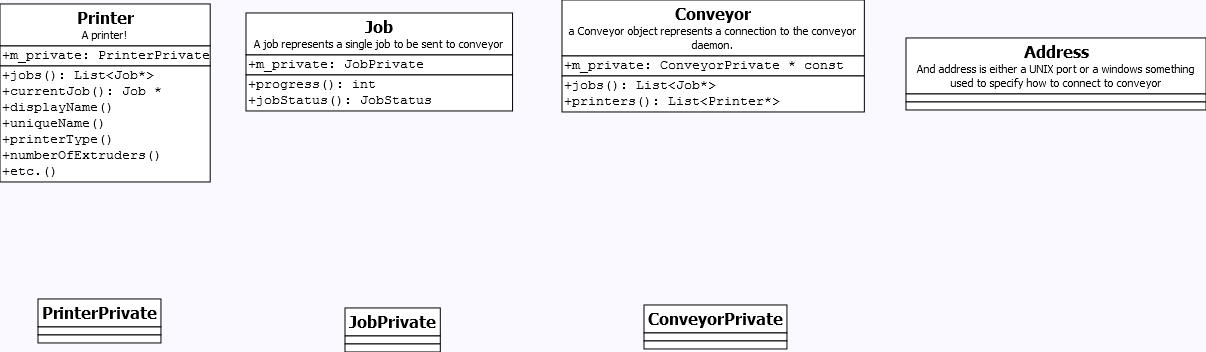 Printer
A printer!
+m_private: PrinterPrivate
+jobs(): List<Job*>
+currentJob(): Job *
+displayName()
+uniqueName()
+printerType()
+numberOfExtruders()
+etc.()
Job
A job represents a single job to be sent to conveyor
+m_private: JobPrivate
+progress(): int
+jobStatus(): JobStatus
Conveyor
a Conveyor object represents a connection to the conveyor
daemon.
+m_private: ConveyorPrivate * const
+jobs(): List<Job*>
+printers(): List<Printer*>
Address
And address is either a UNIX port or a windows something
used to specify how to connect to conveyor
PrinterPrivate
JobPrivate
ConveyorPrivate